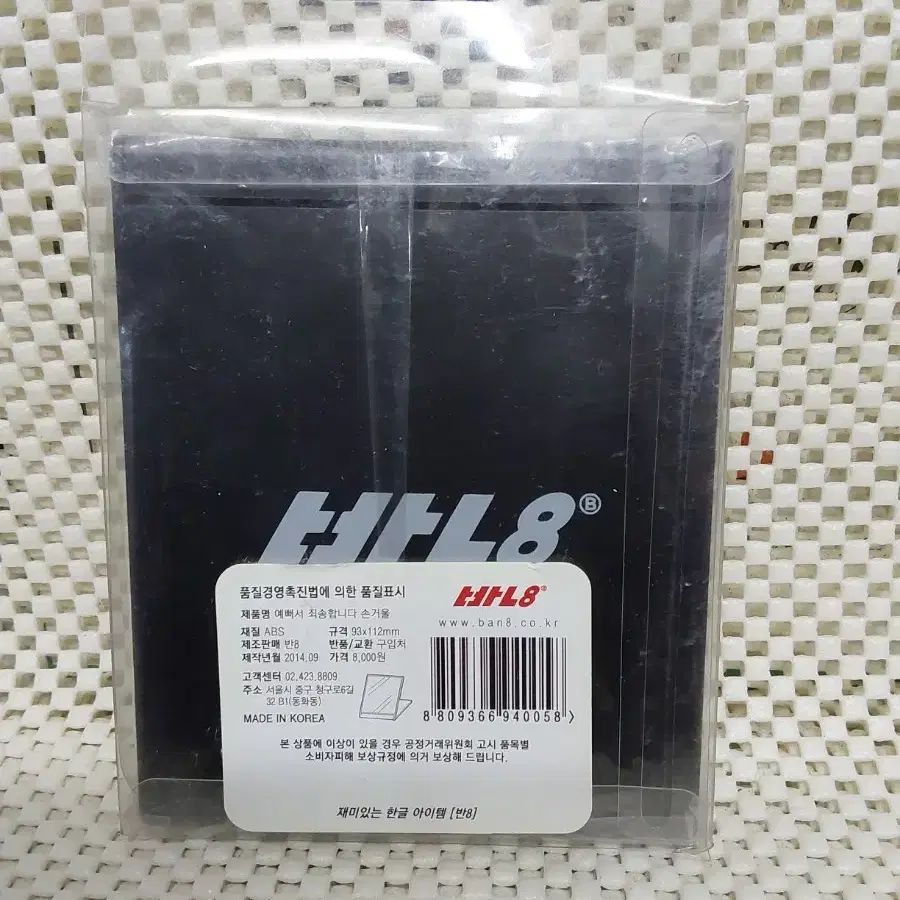 반8®
품질경영촉진법에 의한 품질표시
반8®
www.ban8.co.kr
제품명 예뻐서 죄송합니다 손거울
재질 ABS 규격 93x112mm
제조판매 반8 반품/교환 구입처
제작년월 2014.09 가격 8,000원
고객센터 02.423.8809
주소 서울시 중구 청구로6길
32 B1(동화동)
MADE IN KOREA
8 809366 940058
본 상품에 이상이 있을 경우 공정거래위원회 고시 품목별
소비자피해 보상규정에 의거 보상해 드립니다.
재미있는 한글 아이템 [반8]